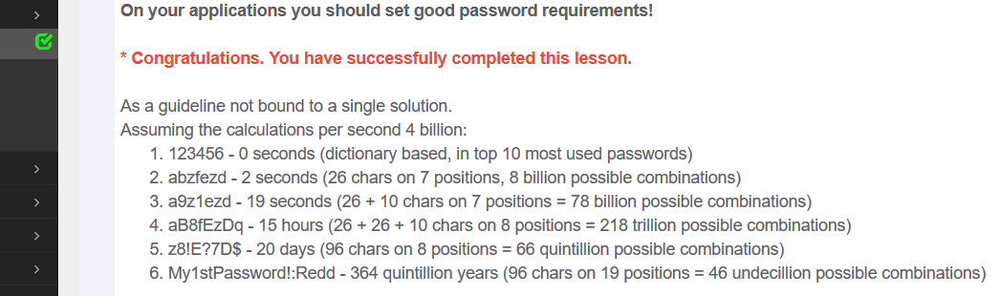 On your applications you should set good password requirements!
* Congratulations. You have successfully completed this lesson.
As a guideline not bound to a single solution.
Assuming the calculations per second 4 billion:
1. 123456 - 0 seconds (dictionary based, in top 10 most used passwords)
2. abzfezd - 2 seconds (26 chars on 7 positions, 8 billion possible combinations)
3. a9z1ezd - 19 seconds (26 + 10 chars on 7 positions = 78 billion possible combinations)
4. aB8fEzDq - 15 hours (26 + 26 + 10 chars on 8 positions = 218 trillion possible combinations)
5. z8!E?7D$ - 20 days (96 chars on 8 positions = 66 quintillion possible combinations)
6. My1stPassword!:Redd - 364 quintillion years (96 chars on 19 positions = 46 undecillion possible combinations)